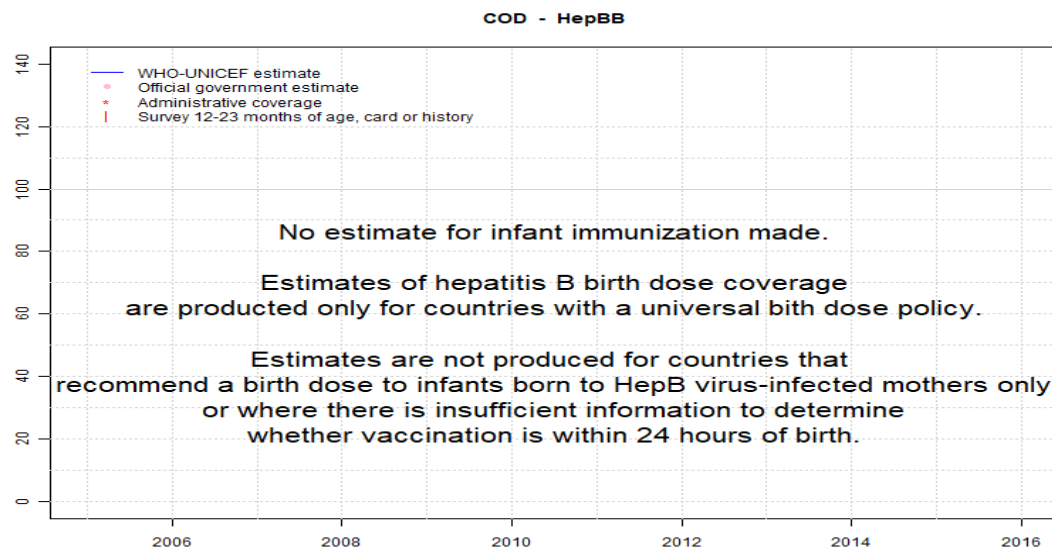 COD - HepBB
140
120
100
80
60
40
20
0
WHO-UNICEF estimate
Official government estimate
* Administrative coverage
| Survey 12-23 months of age, card or history
No estimate for infant immunization made.
Estimates of hepatitis B birth dose coverage
are producted only for countries with a universal bith dose policy.
Estimates are not produced for countries that
recommend a birth dose to infants born to HepB virus-infected mothers only
or where there is insufficient information to determine
whether vaccination is within 24 hours of birth.
2006 2008 2010 2012 2014 2016